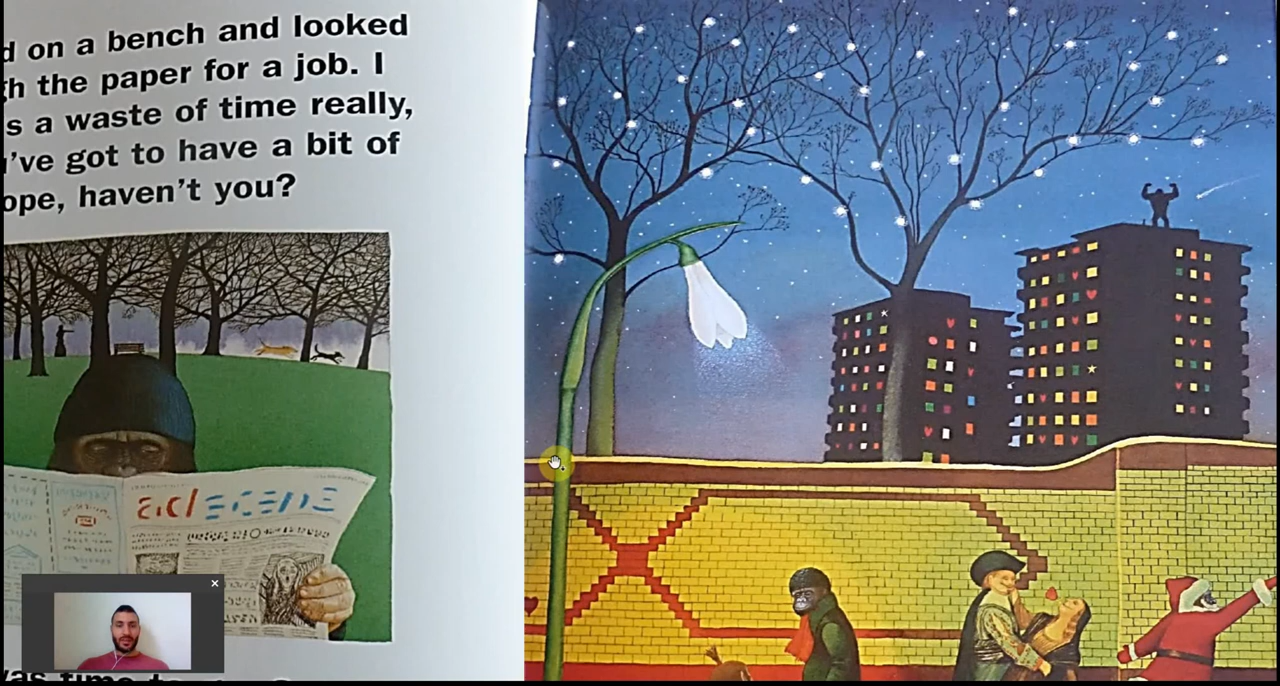 d on a bench and looked
gh the paper for a job. I
s a waste of time really,
u've got to have a bit of
ope, haven't you?